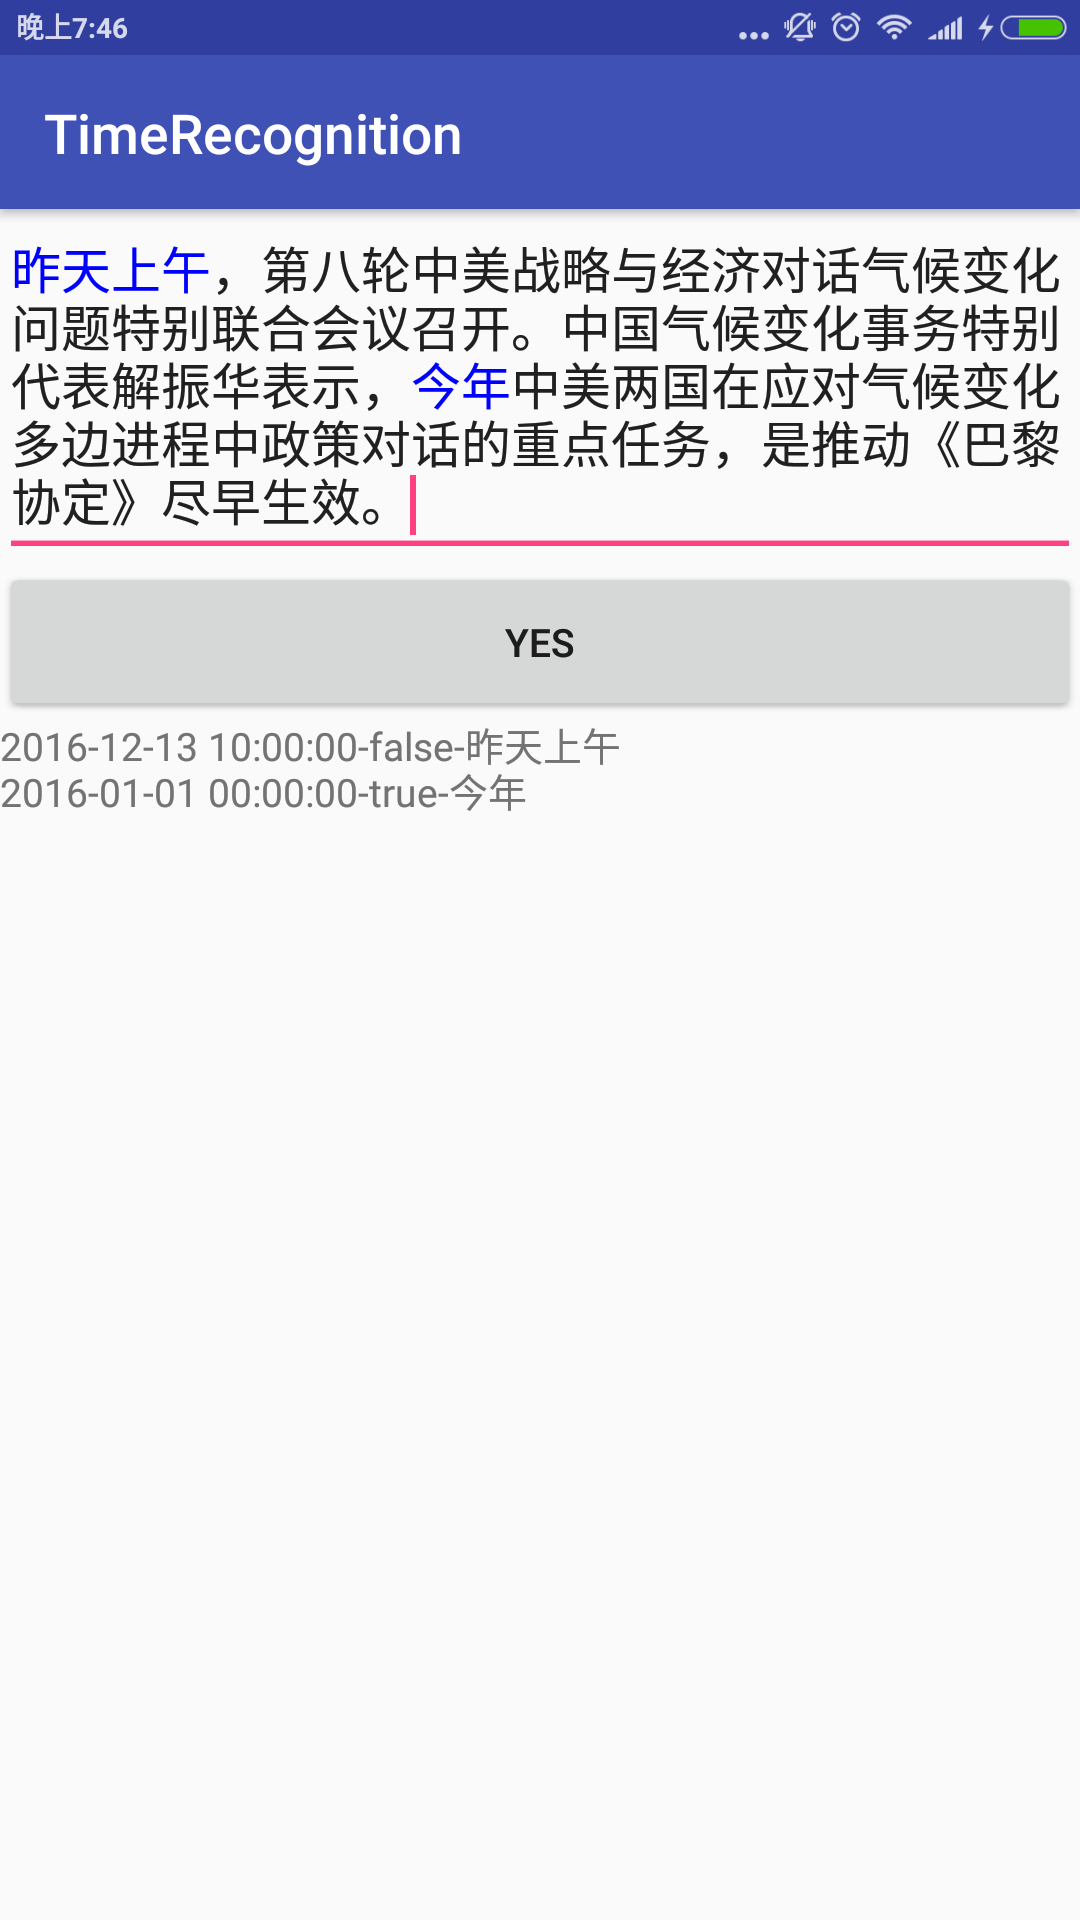 晚上7:46
TimeRecognition
昨天上午，第八轮中美战略与经济对话气候变化
问题特别联合会议召开。中国气候变化事务特别
代表解振华表示，今年中美两国在应对气候变化
多边进程中政策对话的重点任务，是推动《巴黎
协定》尽早生效。
YES
2016-12-13 10:00:00-false-昨天上午
2016-01-01 00:00:00-true-今年